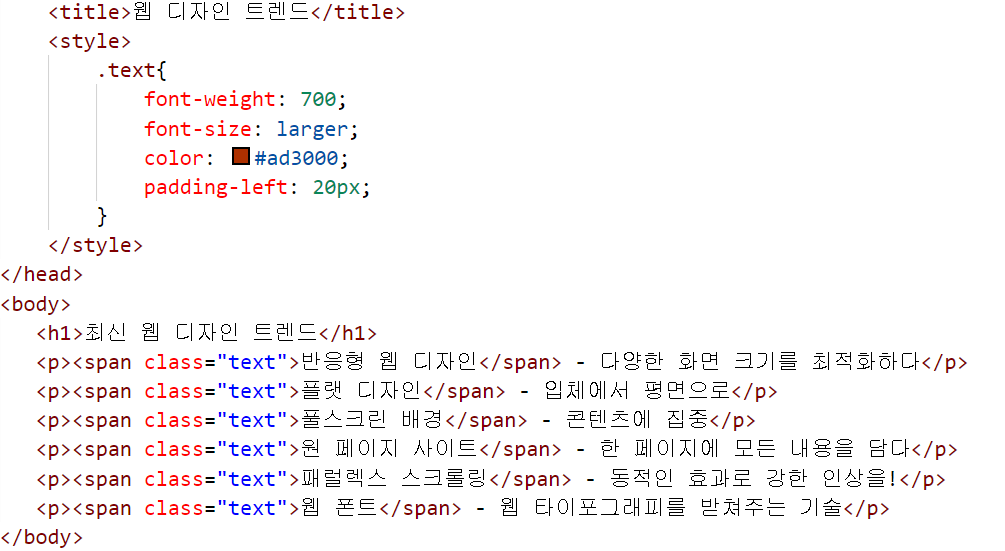 <title>웹 디자인 트렌드</title>
<style>
.text{
font-weight: 700;
font-size: larger;
color: #ad3000;
padding-left: 20px;
}
</style>
</head>
<body>
<h1>최신 웹 디자인 트렌드</h1>
<p><span class="text">반응형 웹 디자인</span> - 다양한 화면 크기를 최적화하다</p>
<p><span class="text">플랫 디자인</span> - 입체에서 평면으로</p>
<p><span class="text">풀스크린 배경</span> - 콘텐츠에 집중</p>
<p><span class="text">원 페이지 사이트</span> - 한 페이지에 모든 내용을 담다</p>
<p><span class="text">패럴렉스 스크롤링</span> - 동적인 효과로 강한 인상을!</p>
<p><span class="text">웹 폰트</span> - 웹 타이포그래피를 받쳐주는 기술</p>
</body>